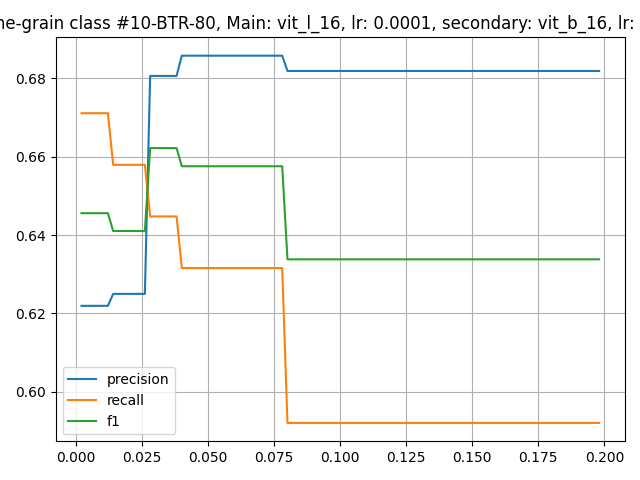 ne-grain class #10-BTR-80, Main: vit_l_16, lr: 0.0001, secondary: vit_b_16, lr:
0.68
0.66
0.64
0.62
0.60
precision
recall
f1
0.000 0.025 0.050 0.075 0.100 0.125 0.150 0.175 0.200